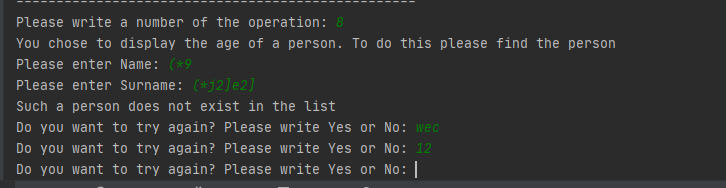 Please write a number of the operation: 8
You chose to display the age of a person. To do this please find the person
Please enter Name: (*9
Please enter Surname: (*j2]e2]
Such a person does not exist in the list
Do you want to try again? Please write Yes or No: wec
Do you want to try again? Please write Yes or No: 12
Do you want to try again? Please write Yes or No: